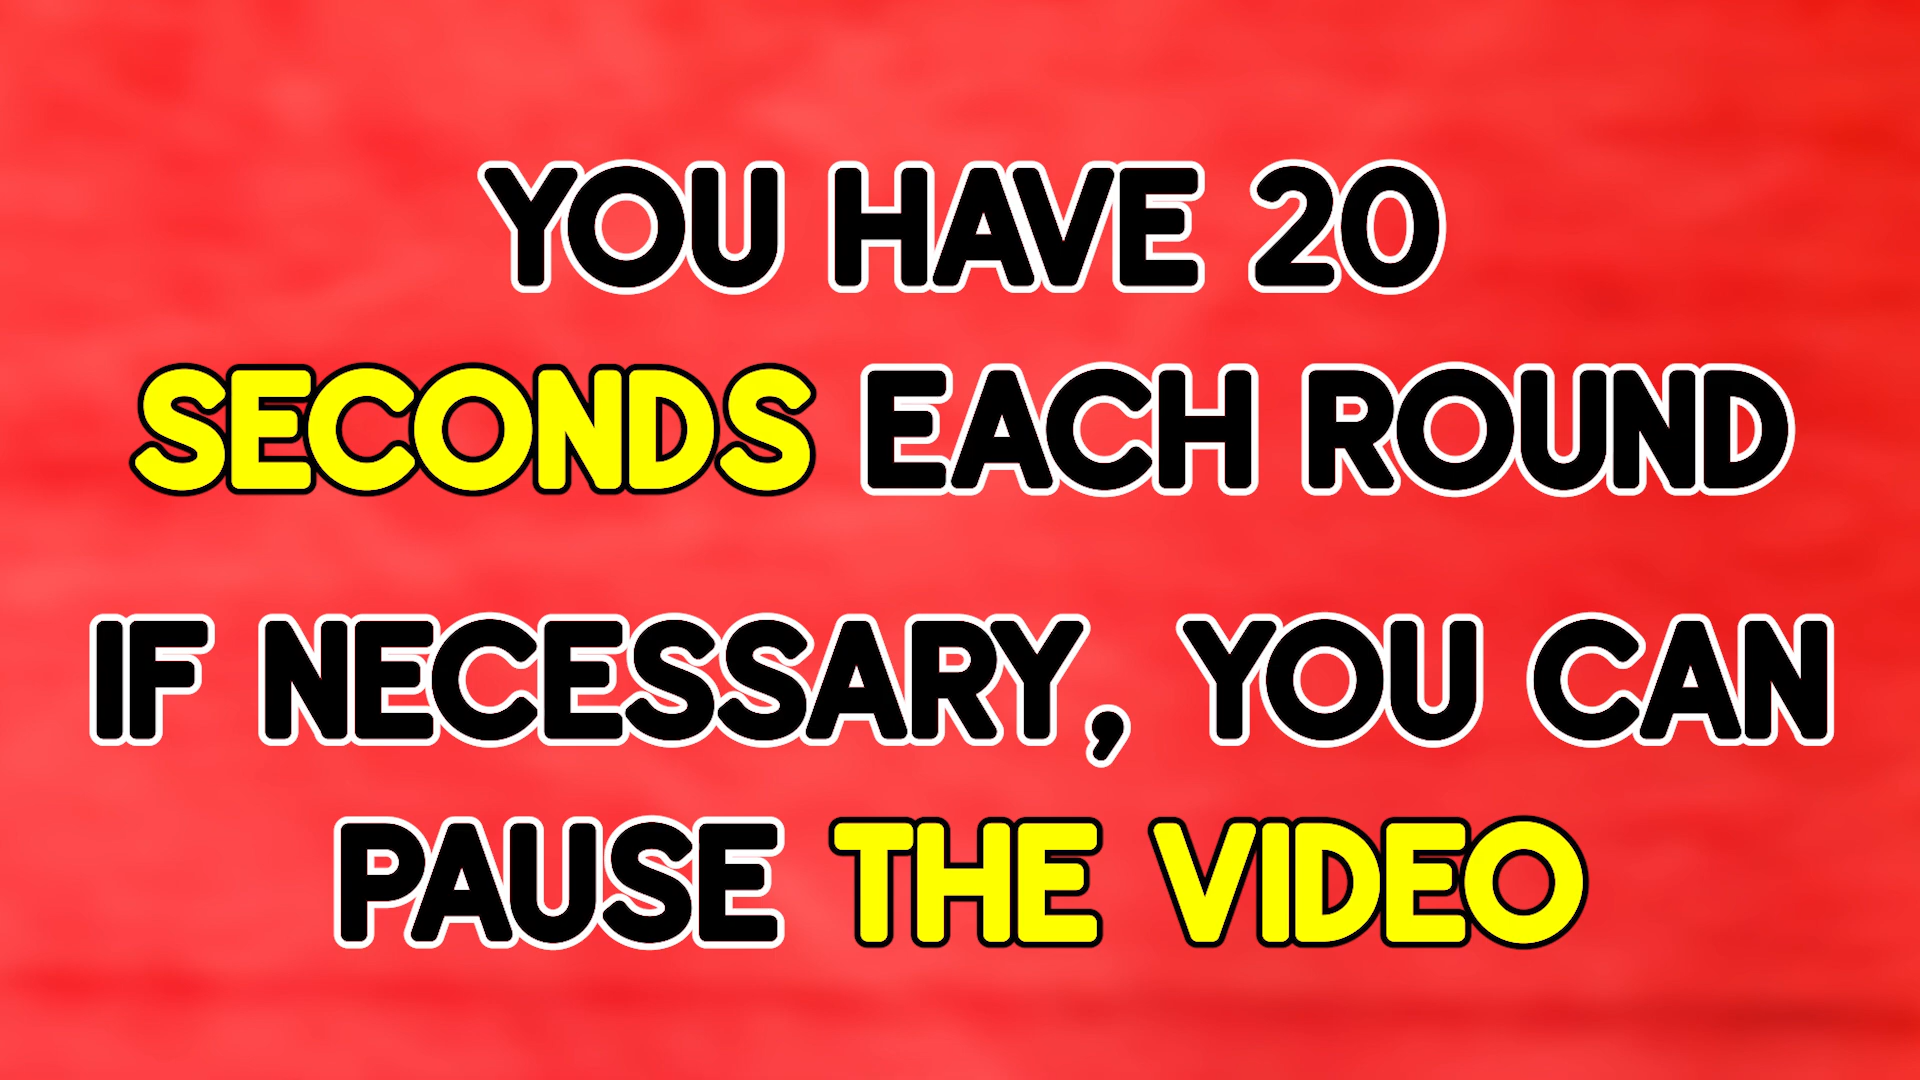 YOU HAVE 20
SECONDS EACH ROUND
IF NECESSARY, YOU CAN
PAUSE THE VIDEO